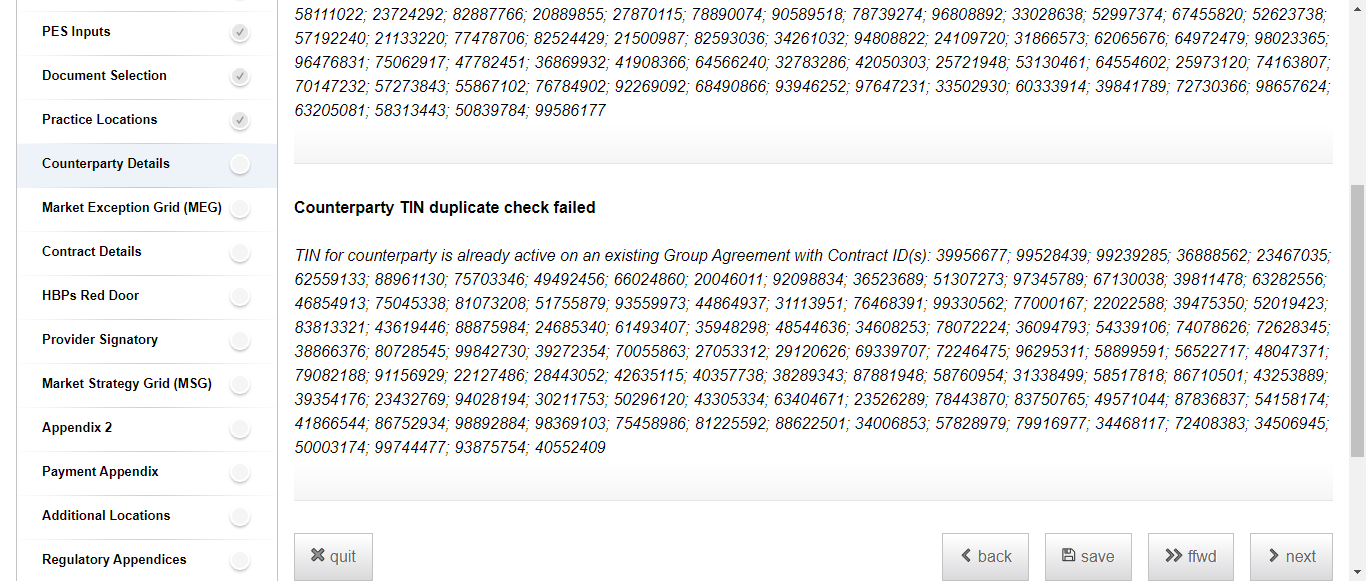 58111022; 23724292; 82887766; 20889855; 27870115; 78890074; 90589518; 78739274; 96808892; 33028638; 52997374; 67455820; 52623738;
57192240; 21133220; 77478706; 82524429; 21500987; 82593036; 34261032; 94808822; 24109720; 31866573; 62065676; 64972479; 98023365;
96476831; 75062917; 47782451; 36869932; 41908366; 64566240; 32783286; 42050303; 25721948; 53130461; 64554602; 25973120; 74163807;
70147232; 57273843; 55867102; 76784902; 92269092; 68490866; 93946252; 97647231; 33502930; 60333914; 39841789; 72730366; 98657624;
63205081; 58313443; 50839784; 99586177
PES Inputs
Document Selection
Practice Locations
Counterparty Details
Market Exception Grid (MEG)
Contract Details
HBPs Red Door
Provider Signatory
Market Strategy Grid (MSG)
Appendix 2
Payment Appendix
Additional Locations
Regulatory Appendices
Counterparty TIN duplicate check failed
TIN for counterparty is already active on an existing Group Agreement with Contract ID(s): 39956677; 99528439; 99239285; 36888562; 23467035;
62559133; 88961130; 75703346; 49492456; 66024860; 20046011; 92098834; 36523689; 51307273; 97345789; 67130038; 39811478; 63282556;
46854913; 75045338; 81073208; 51755879; 93559973; 44864937; 31113951; 76468391; 99330562; 77000167; 22022588; 39475350; 52019423;
83813321; 43619446; 88875984; 24685340; 61493407; 35948298; 48544636; 34608253; 78072224; 36094793; 54339106; 74078626; 72628345;
38866376; 80728545; 99842730; 39272354; 70055863; 27053312; 29120626; 69339707; 72246475; 96295311; 58899591; 56522717; 48047371;
79082188; 91156929; 22127486; 28443052; 42635115; 40357738; 38289343; 87881948; 58760954; 31338499; 58517818; 86710501; 43253889;
39354176; 23432769; 94028194; 30211753; 50296120; 43305334; 63404671; 23526289; 78443870; 83750765; 49571044; 87836837; 54158174;
41866544; 86752934; 98892884; 98369103; 75458986; 81225592; 88622501; 34006853; 57828979; 79916977; 34468117; 72408383; 34506945;
50003174; 99744477; 93875754; 40552409
quit
back
save
ffwd
next